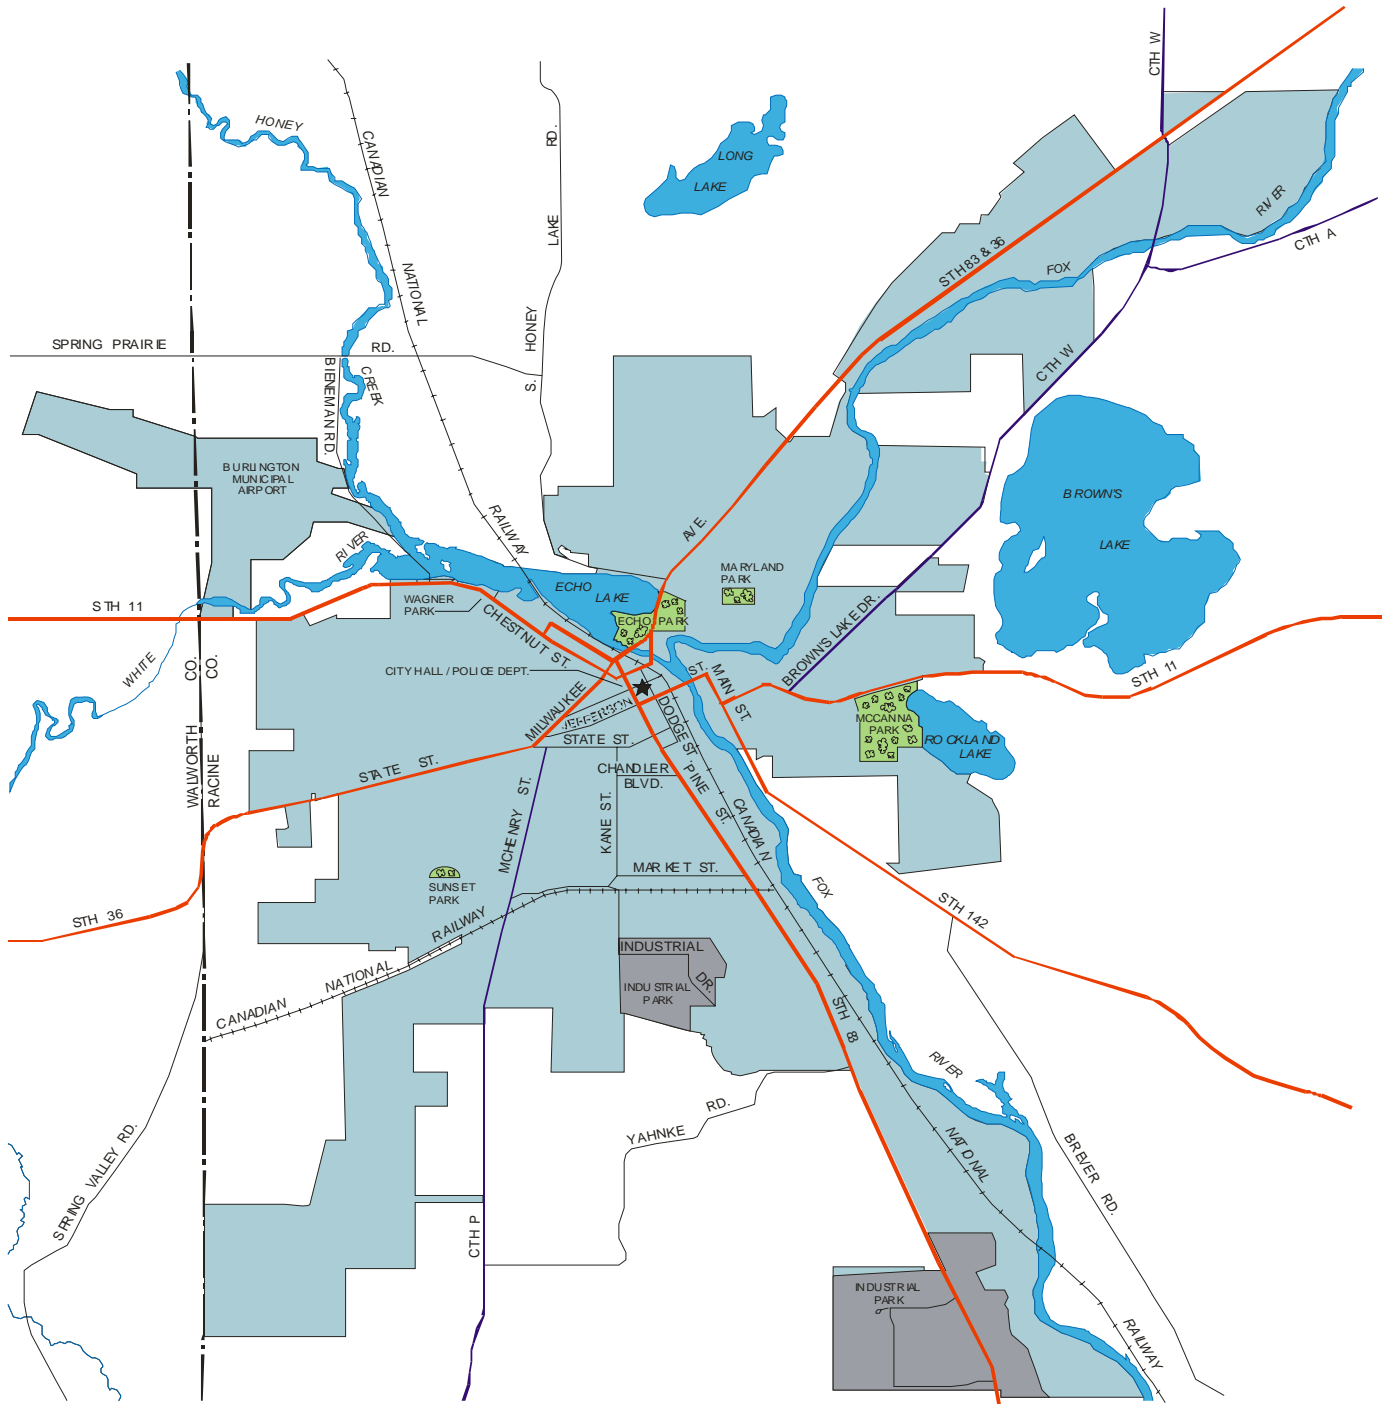 CTH W
HONEY
CANADIAN
RD.
LONG
LAKE
RIVER
CTH A
LAKE
STH 83 & 36
FOX
NATIONAL
HONEY
SPRING PRAIRIE
RD.
S.
BIENEMAN RD.
CREEK
CTH W
BURLINGTON
MUNICIPAL
AIRPORT
BROWN'S
LAKE
RAILWAY
AVE.
RIVER
MARYLAND
PARK
ECHO
LAKE
WAGNER
PARK
STH 11
CHESTNUT ST.
ECHO PARK
BROWN'S LAKE DR.
WHITE
CO.
CO.
CITY HALL / POLICE DEPT.
ST.
MAIN ST.
STH 11
MILWAUKEE
JEFFERSON
DODGE ST.
MCCANNA
PARK
ROCKLAND
LAKE
STATE ST.
WALWORTH
RACINE
STATE ST.
CHANDLER
BLVD.
PINE ST.
CANADIAN
MCHENRY ST.
KANE ST.
MARKET ST.
SUNSET
PARK
FOX
STH 36
RAILWAY
STH 142
INDUSTRIAL
DR.
INDUSTRIAL
PARK
CANADIAN
NATIONAL
STH 83
RIVER
SPRING VALLEY RD.
YAHNKE
RD.
NATIONAL
BREVER RD.
CTH P
INDUSTRIAL
PARK
RAILWAY